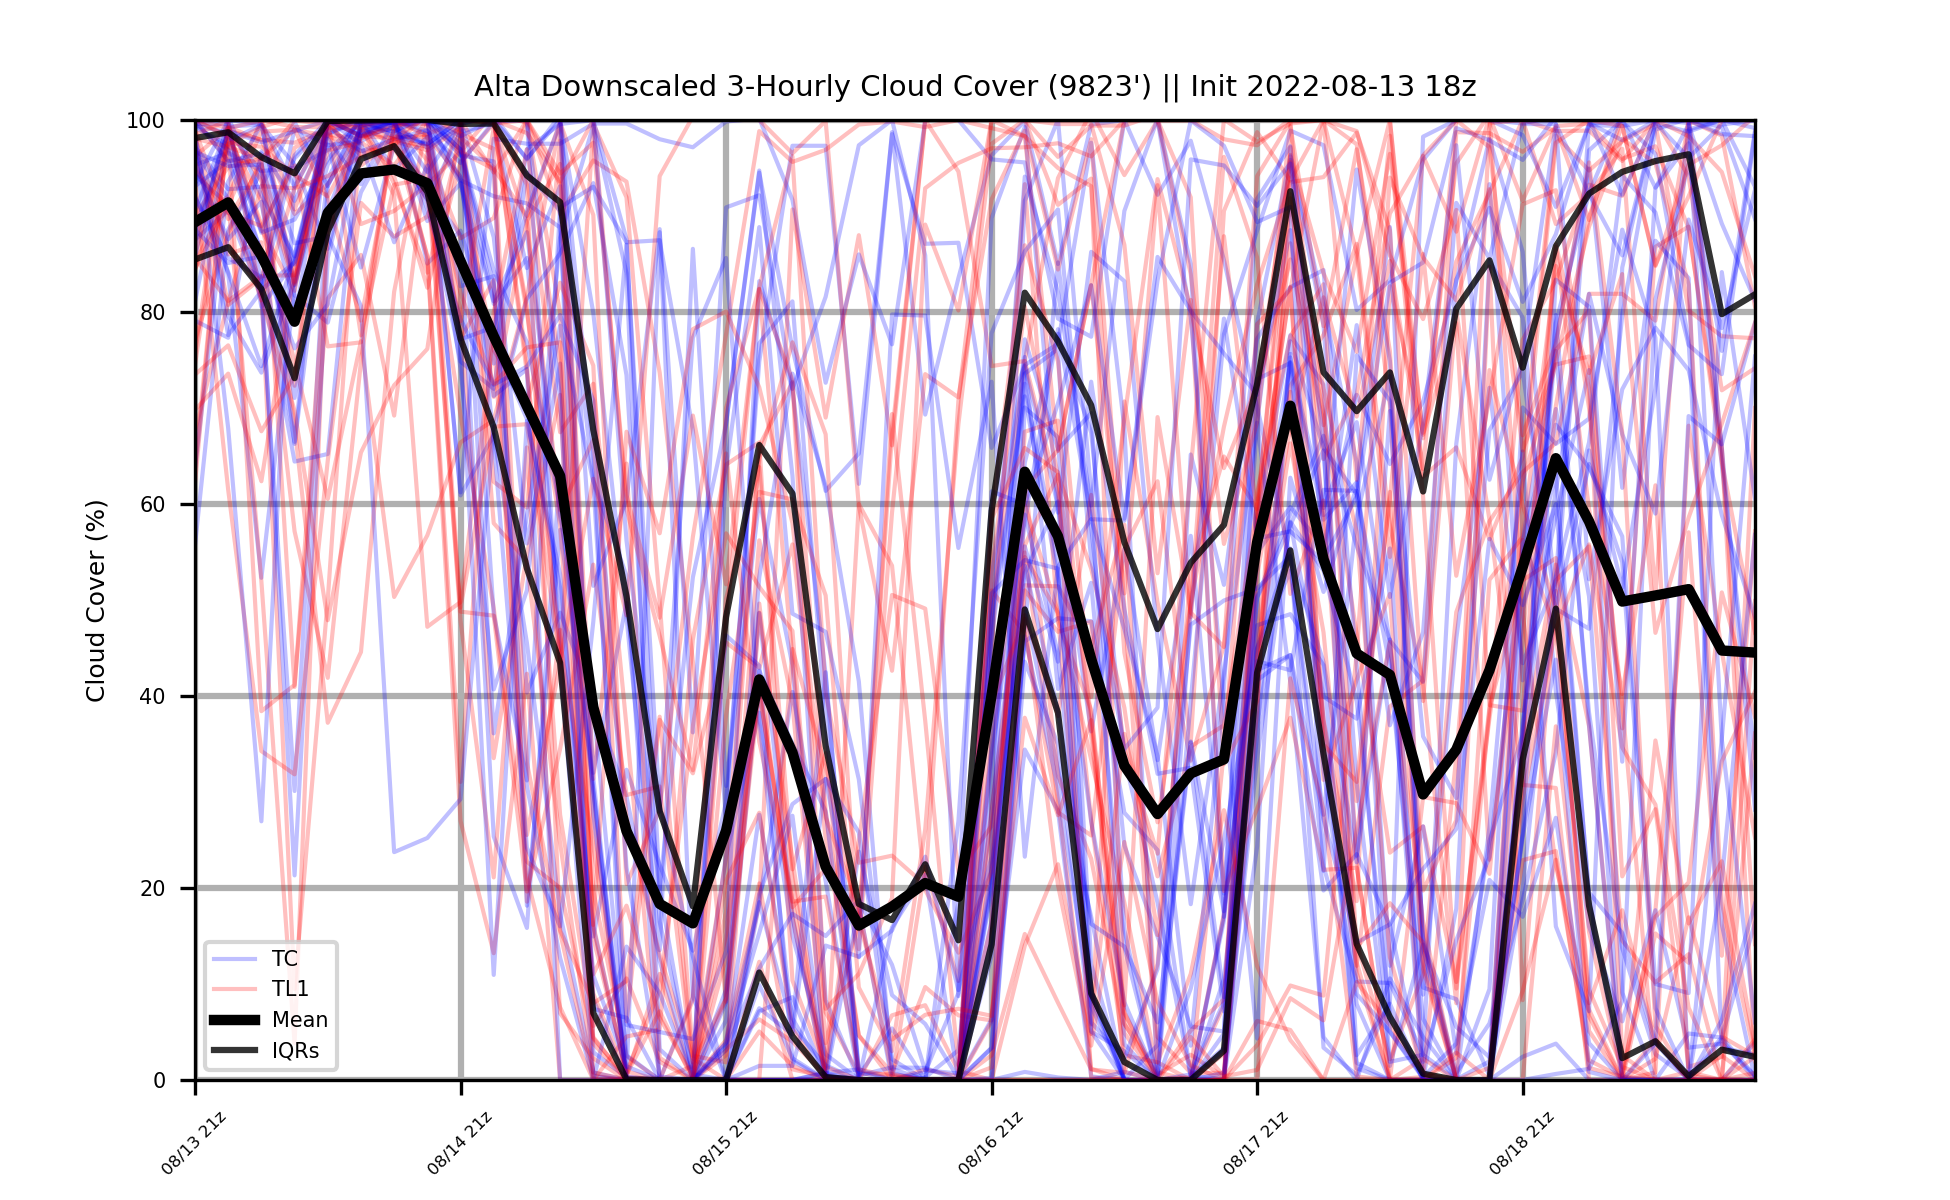 Alta Downscaled 3-Hourly Cloud Cover (9823') || Init 2022-08-13 18z
Cloud Cover (%)
100
80
60
40
20
0
TC
TL1
Mean
IQRs
08/13 21z
08/14 21z
08/15 21z
08/16 21z
08/17 21z
08/18 21z